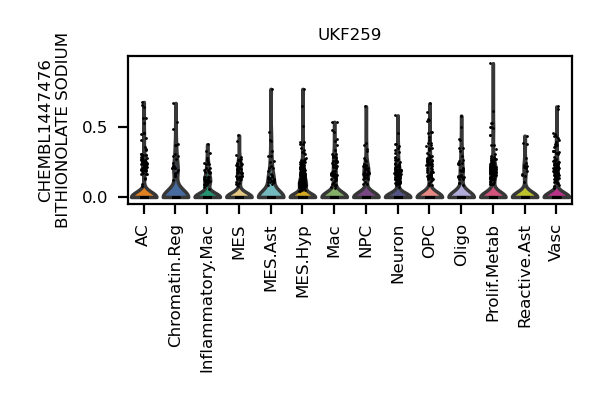 UKF259
CHEMBL1447476
BITHIONOLATE SODIUM
0.5
0.0
AC
Chromatin.Reg
Inflammatory.Mac
MES
MES.Ast
MES.Hyp
Mac
NPC
Neuron
OPC
Oligo
Prolif.Metab
Reactive.Ast
Vasc